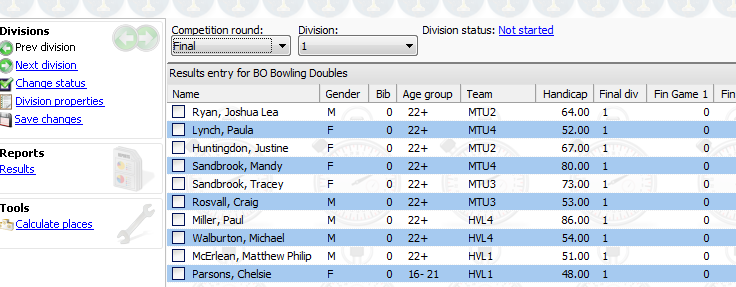 Divisions
Prev division
Next division
Change status
Division properties
Save changes
Reports
Results
Tools
Calculate places
Competition round: Division: Division status: Not started
Final 1
Results entry for BO Bowling Doubles
Name Gender Bib Age group Team Handicap Final div Fin Game 1 Fin
Ryan, Joshua Lea M 0 22+ MTU2 64.00 1 0
Lynch, Paula F 0 22+ MTU4 52.00 1 0
Huntingdon, Justine F 0 22+ MTU2 67.00 1 0
Sandbrook, Mandy F 0 22+ MTU4 80.00 1 0
Sandbrook, Tracey F 0 22+ MTU3 73.00 1 0
Rosvall, Craig M 0 22+ MTU3 53.00 1 0
Miller, Paul M 0 22+ HVL4 86.00 1 0
Walburton, Michael M 0 22+ HVL4 54.00 1 0
McErlean, Matthew Philip M 0 22+ HVL1 51.00 1 0
Parsons, Chelsie F 0 16- 21 HVL1 48.00 1 0